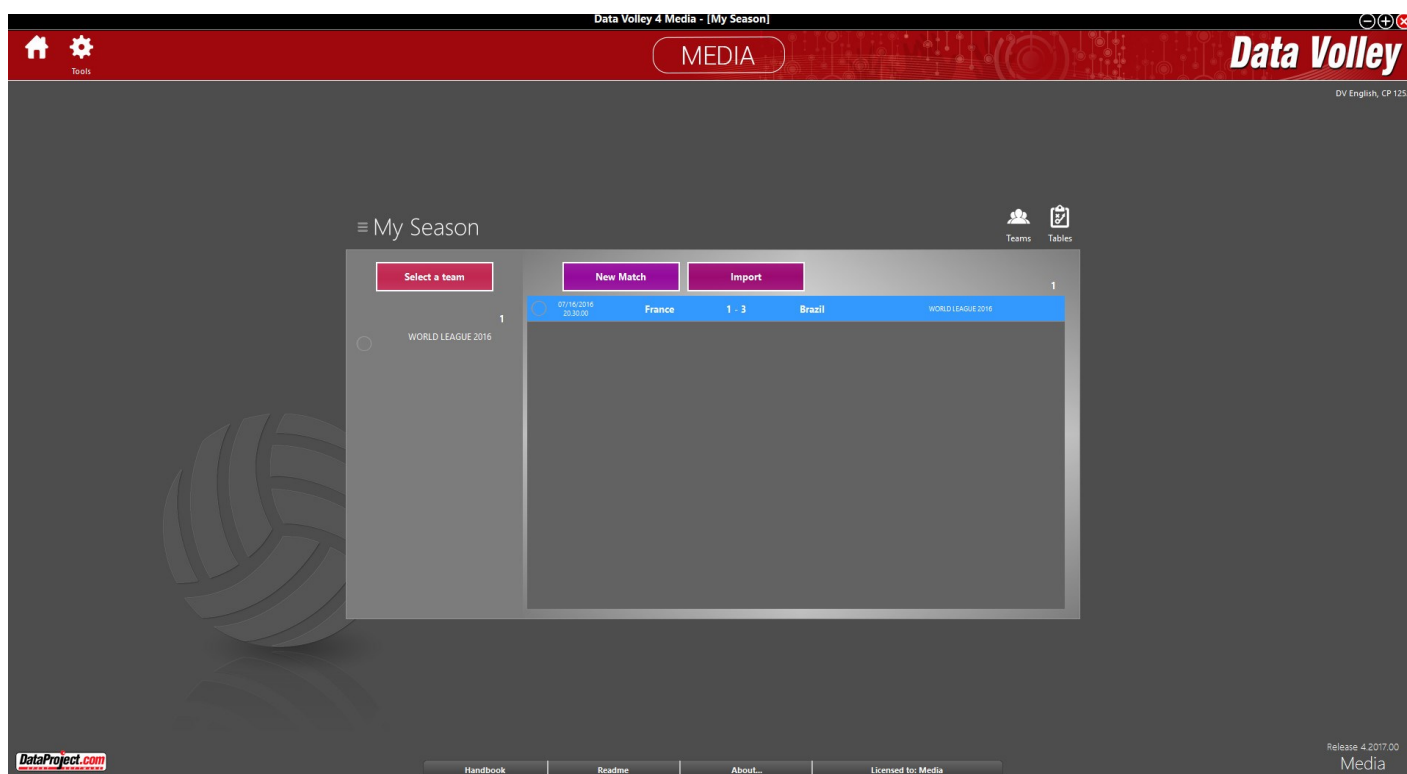 Data Volley 4 Media - [My Season]
Tools
MEDIA
Data Volley
DV English, CP 125
My Season
Teams
Tables
Select a team
New Match
Import
1
1
07/16/2016
20.30.00
France
1 - 3
Brazil
WORLD LEAGUE 2016
WORLD LEAGUE 2016
Release 4.2017.00
Media
DataProject.com
Handbook
Readme
About...
Licensed to: Media